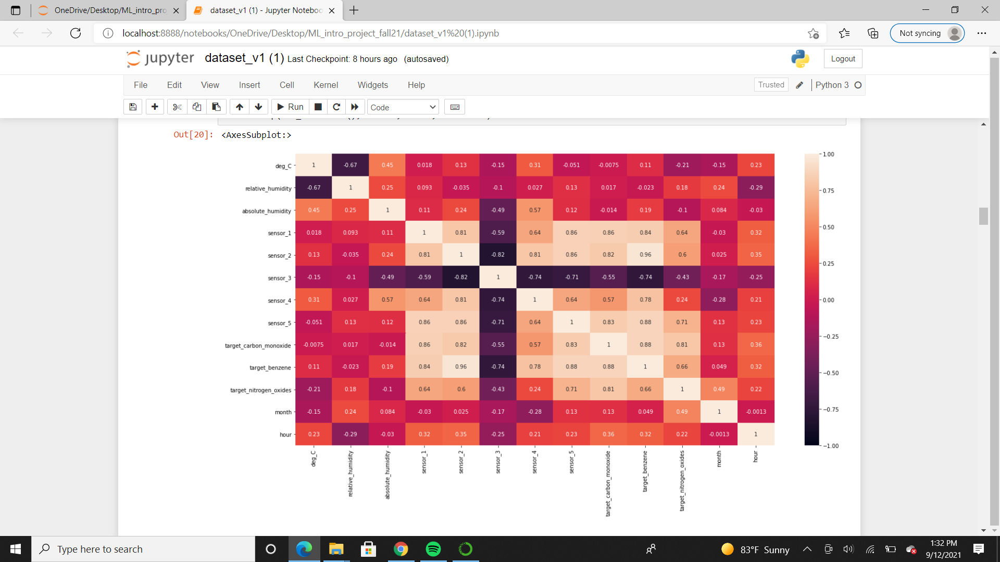 OneDrive/Desktop/ML_intro_pro
dataset_v1 (1) - Jupyter Noteboo
localhost:8888/notebooks/OneDrive/Desktop/ML_intro_project_fall21/dataset_v1%20(1).ipynb
Not syncing
jupyter dataset_v1 (1) Last Checkpoint: 8 hours ago (autosaved)
Logout
File Edit View Insert Cell Kernel Widgets Help
Trusted Python 3
Run Code
Out[20]: <AxesSubplot:>
deg_C 1 -0.67 0.45 0.018 0.13 -0.15 0.31 -0.051 -0.0075 0.11 -0.21 -0.15 0.23
relative_humidity -0.67 1 0.25 0.093 -0.035 -0.1 0.027 0.13 0.017 -0.023 0.18 0.24 -0.29
absolute_humidity 0.45 0.25 1 0.11 0.24 -0.49 0.57 0.12 -0.014 0.19 -0.1 0.084 -0.03
sensor_1 0.018 0.093 0.11 1 0.81 -0.59 0.64 0.86 0.86 0.84 0.64 -0.03 0.32
sensor_2 0.13 -0.035 0.24 0.81 1 -0.82 0.81 0.86 0.82 0.96 0.6 0.025 0.35
sensor_3 -0.15 -0.1 -0.49 -0.59 -0.82 1 -0.74 -0.71 -0.55 -0.74 -0.43 -0.17 -0.25
sensor_4 0.31 0.027 0.57 0.64 0.81 -0.74 1 0.64 0.57 0.78 0.24 -0.28 0.21
sensor_5 -0.051 0.13 0.12 0.86 0.86 -0.71 0.64 1 0.83 0.88 0.71 0.13 0.23
target_carbon_monoxide -0.0075 0.017 -0.014 0.86 0.82 -0.55 0.57 0.83 1 0.88 0.81 0.13 0.36
target_benzene 0.11 -0.023 0.19 0.84 0.96 -0.74 0.78 0.88 0.88 1 0.66 0.049 0.32
target_nitrogen_oxides -0.21 0.18 -0.1 0.64 0.6 -0.43 0.24 0.71 0.81 0.66 1 0.49 0.22
month -0.15 0.24 0.084 -0.03 0.025 -0.17 -0.28 0.13 0.13 0.049 0.49 1 -0.0013
hour 0.23 -0.29 -0.03 0.32 0.35 -0.25 0.21 0.23 0.36 0.32 0.22 -0.0013 1
deg_C
relative_humidity
absolute_humidity
sensor_1
sensor_2
sensor_3
sensor_4
sensor_5
target_carbon_monoxide
target_benzene
target_nitrogen_oxides
month
hour
1.00
0.75
0.50
0.25
0.00
−0.25
−0.50
−0.75
−1.00
Type here to search
83°F Sunny
1:32 PM
9/12/2021